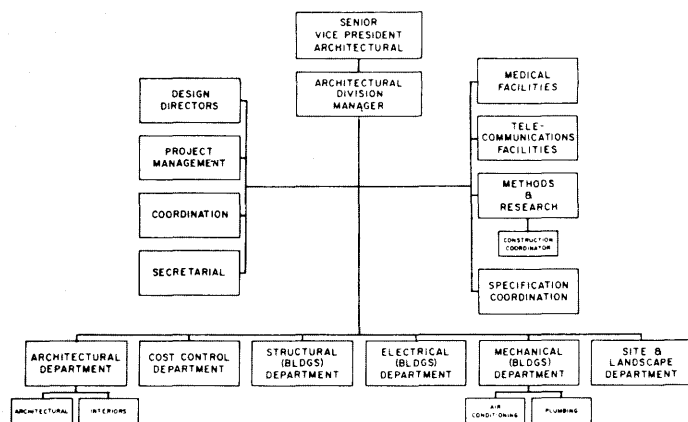 SENIOR
VICE PRESIDENT
ARCHITECTURAL
ARCHITECTURAL
DIVISION
MANAGER
DESIGN
DIRECTORS
PROJECT
MANAGEMENT
COORDINATION
SECRETARIAL
MEDICAL
FACILITIES
TELE-
COMMUNICATIONS
FACILITIES
METHODS
&
RESEARCH
CONSTRUCTION
COORDINATOR
SPECIFICATION
COORDINATION
ARCHITECTURAL
DEPARTMENT
COST CONTROL
DEPARTMENT
STRUCTURAL
(BLDGS)
DEPARTMENT
ELECTRICAL
(BLDGS)
DEPARTMENT
MECHANICAL
(BLDGS)
DEPARTMENT
SITE &
LANDSCAPE
DEPARTMENT
ARCHITECTURAL
INTERIORS
AIR
CONDITIONING
PLUMBING